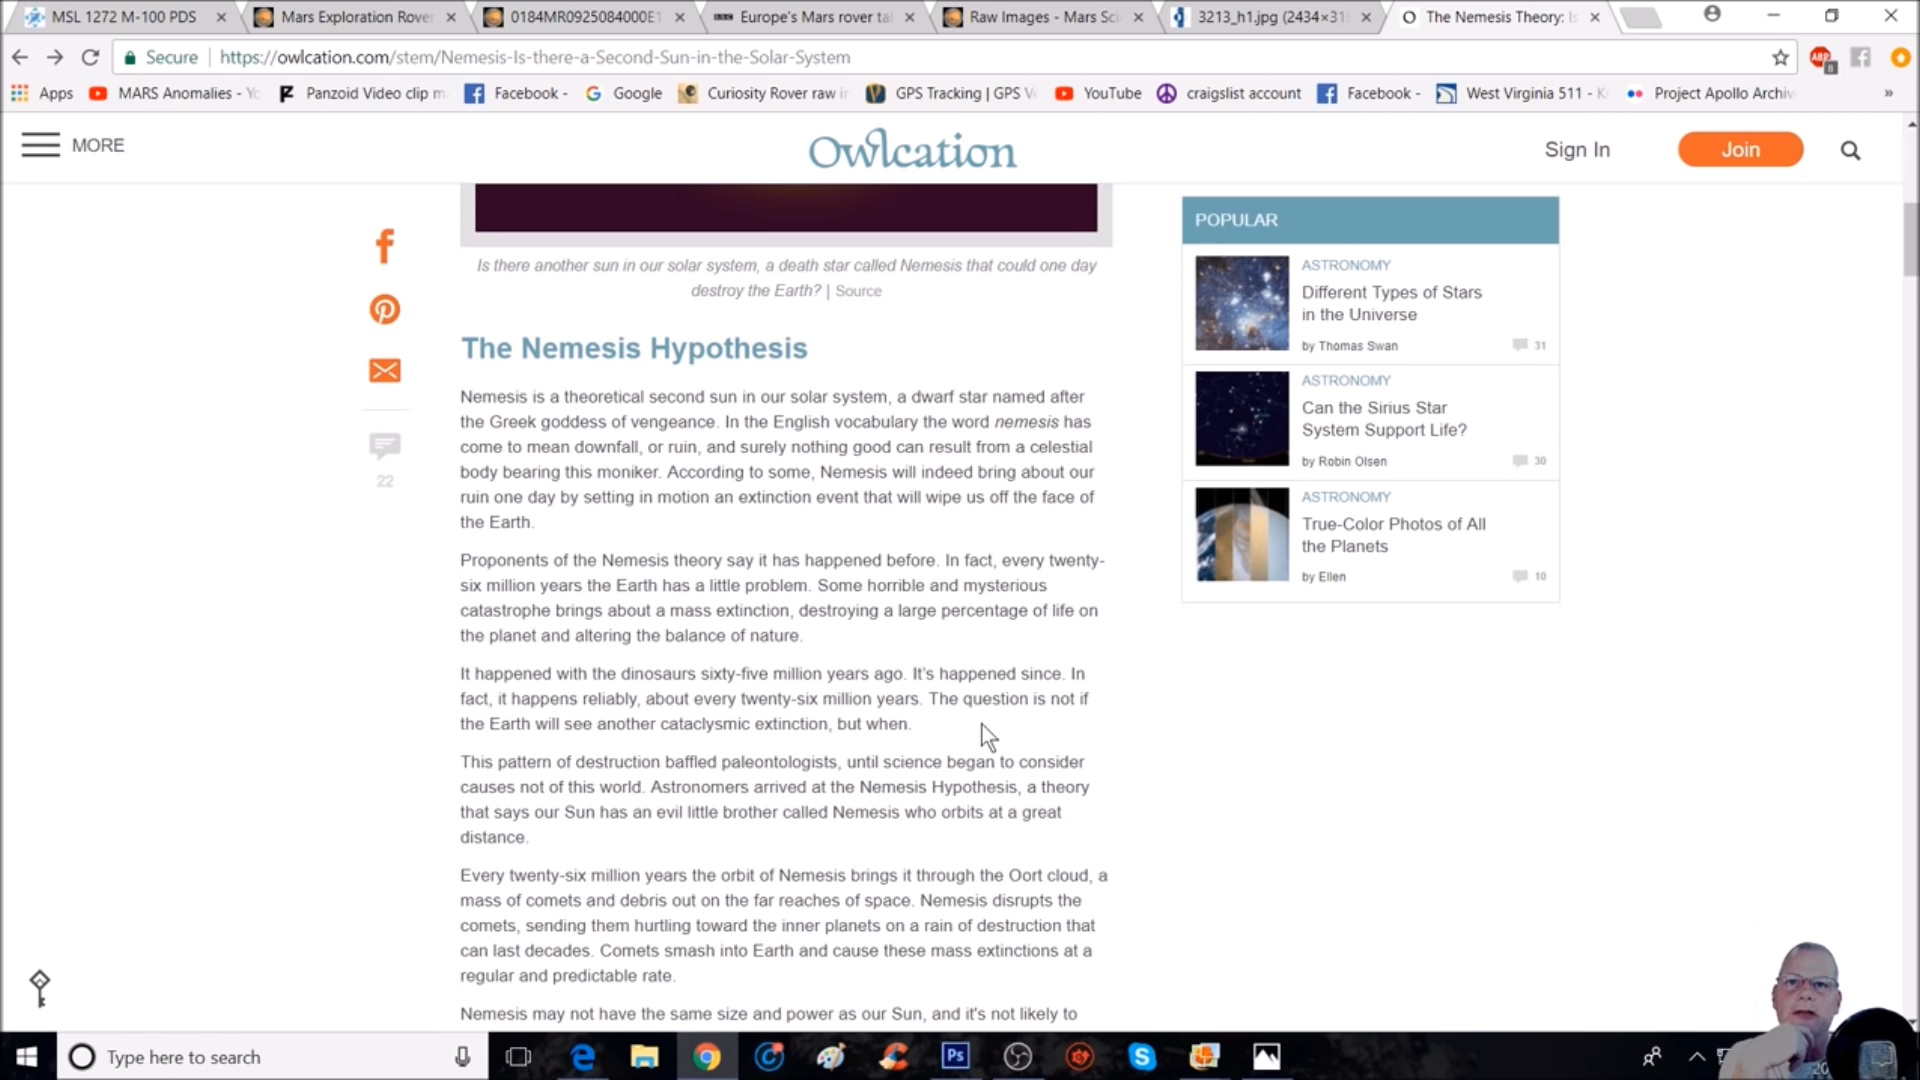 MSL 1272 M-100 PDS
Mars Exploration Rover
0184MR0925084000E1
Europe's Mars rover ta
Raw Images - Mars Sci
3213_h1.jpg (2434×31
The Nemesis Theory: Is
Secure
https://owlcation.com/stem/Nemesis-Is-there-a-Second-Sun-in-the-Solar-System
ABP
8
Apps
MARS Anomalies - Yo
Panzoid Video clip m
Facebook -
Google
Curiosity Rover raw i
GPS Tracking | GPS V
YouTube
craigslist account
Facebook -
West Virginia 511 - K
Project Apollo Archiv
»
MORE
Owlcation
Sign In
Join
Is there another sun in our solar system, a death star called Nemesis that could one day
destroy the Earth? | Source
The Nemesis Hypothesis
Nemesis is a theoretical second sun in our solar system, a dwarf star named after
the Greek goddess of vengeance. In the English vocabulary the word nemesis has
come to mean downfall, or ruin, and surely nothing good can result from a celestial
body bearing this moniker. According to some, Nemesis will indeed bring about our
ruin one day by setting in motion an extinction event that will wipe us off the face of
the Earth.
Proponents of the Nemesis theory say it has happened before. In fact, every twenty-
six million years the Earth has a little problem. Some horrible and mysterious
catastrophe brings about a mass extinction, destroying a large percentage of life on
the planet and altering the balance of nature.
It happened with the dinosaurs sixty-five million years ago. It's happened since. In
fact, it happens reliably, about every twenty-six million years. The question is not if
the Earth will see another cataclysmic extinction, but when.
This pattern of destruction baffled paleontologists, until science began to consider
causes not of this world. Astronomers arrived at the Nemesis Hypothesis, a theory
that says our Sun has an evil little brother called Nemesis who orbits at a great
distance.
Every twenty-six million years the orbit of Nemesis brings it through the Oort cloud, a
mass of comets and debris out on the far reaches of space. Nemesis disrupts the
comets, sending them hurtling toward the inner planets on a rain of destruction that
can last decades. Comets smash into Earth and cause these mass extinctions at a
regular and predictable rate.
Nemesis may not have the same size and power as our Sun, and it's not likely to
22
POPULAR
ASTRONOMY
Different Types of Stars
in the Universe
by Thomas Swan
31
ASTRONOMY
Can the Sirius Star
System Support Life?
by Robin Olsen
30
ASTRONOMY
True-Color Photos of All
the Planets
by Ellen
10
Type here to search
Ps
20